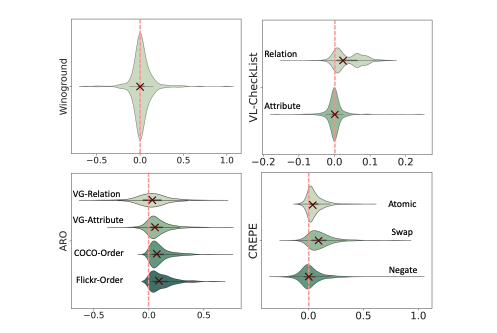 Winoground
−0.5 0.0 0.5 1.0
VL-CheckList
Relation
Attribute
−0.2 −0.1 0.0 0.1 0.2
ARO
VG-Relation
VG-Attribute
COCO-Order
Flickr-Order
−0.5 0.0 0.5
CREPE
Atomic
Swap
Negate
0.0 0.5 1.0